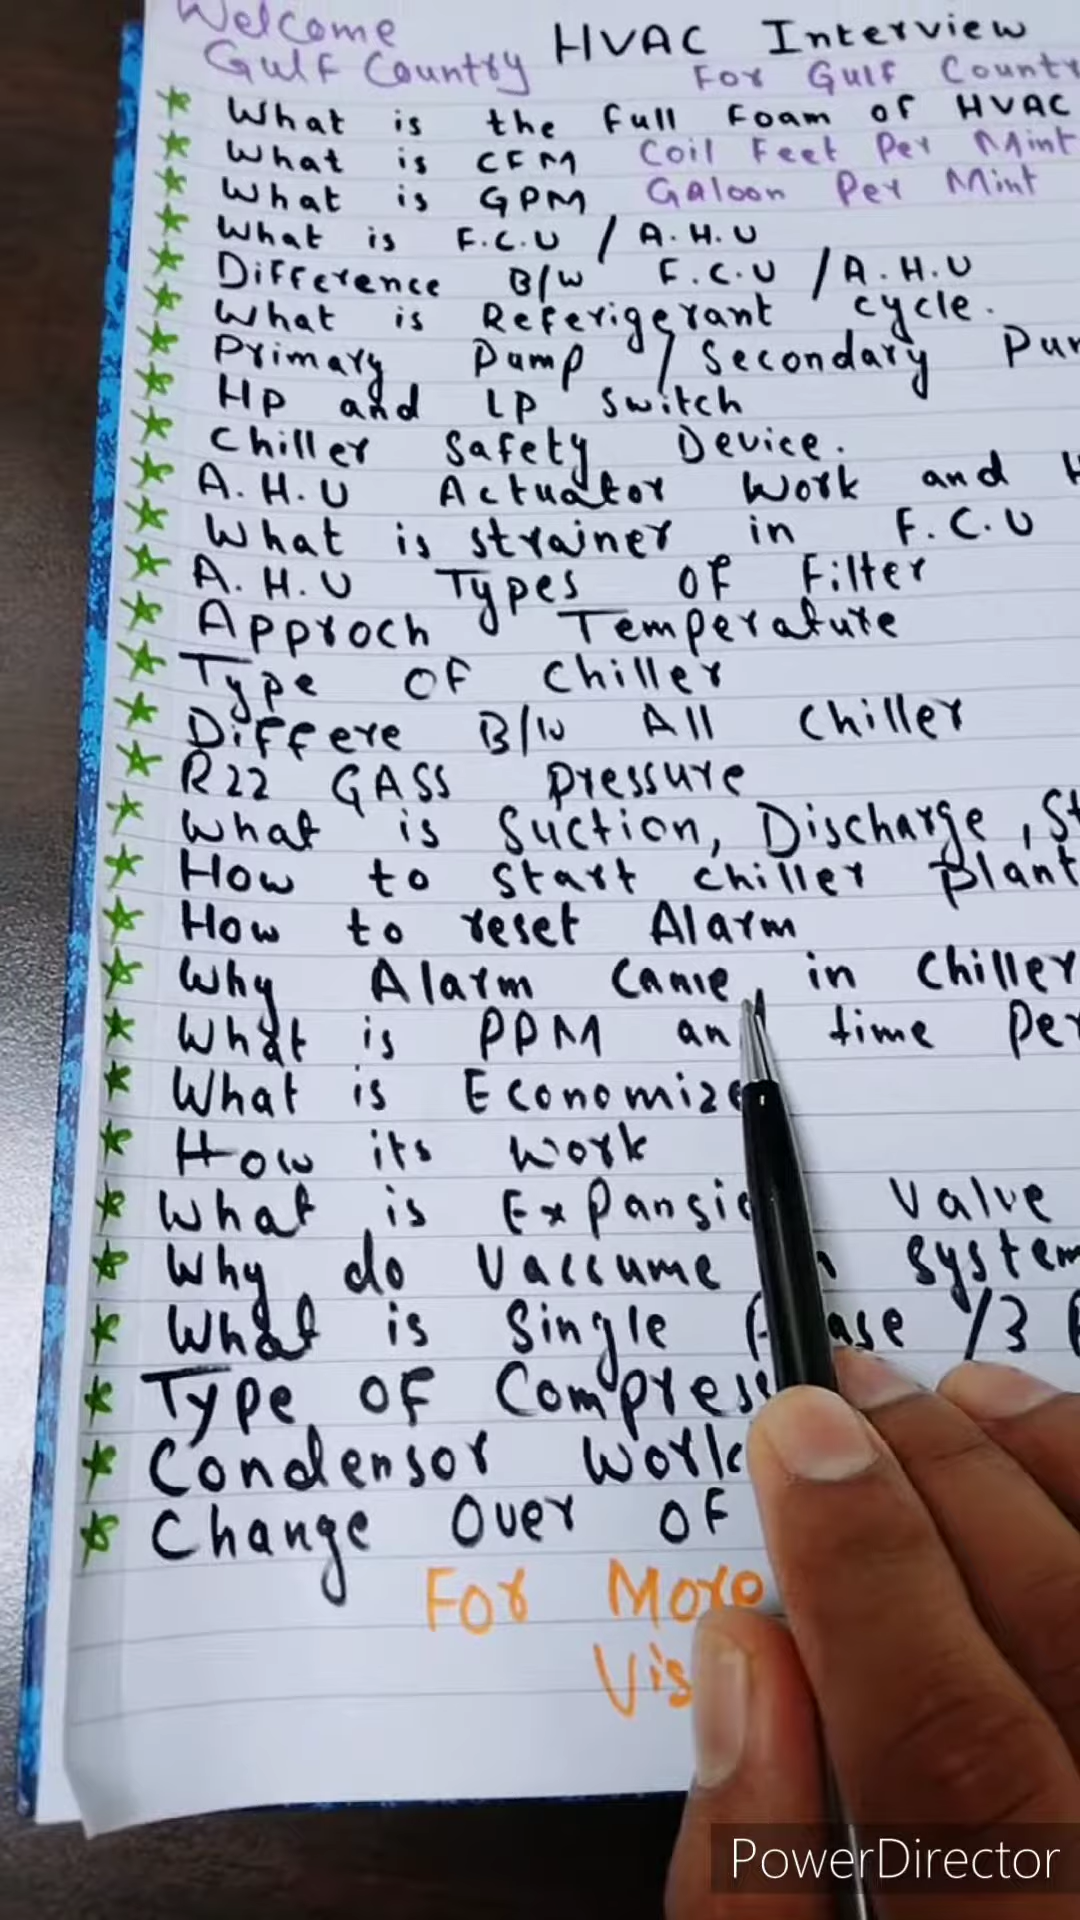 Welcome
Gulf Country
HVAC Interview
For Gulf
What is the Full Foam of HVAC
What is CFM Coil Feet Per Mint
What is GPM Galoon Per Mint
What is F.C.U / A.H.U
Difference B/w F.C.U / A.H.U
What is Referigerant cycle.
Primary Pump / Secondary
HP and LP Switch
Chiller Safety Device.
A.H.U Actuator Work and
What is strainer in F.C.U
A.H.U Types OF Filter
Approch Temperature
Type OF Chiller
Differe B/w All Chiller
R22 GASS Pressure
What is Suction, Discharge,
How to start chiller Plant
How to reset Alarm
Why Alarm Came in Chiller
What is PPM time
What is
How its Work
What is Valve
Why do Vaccume system
What is Single /3
Type OF
Condensor Work
Change Over OF
For More
PowerDirector